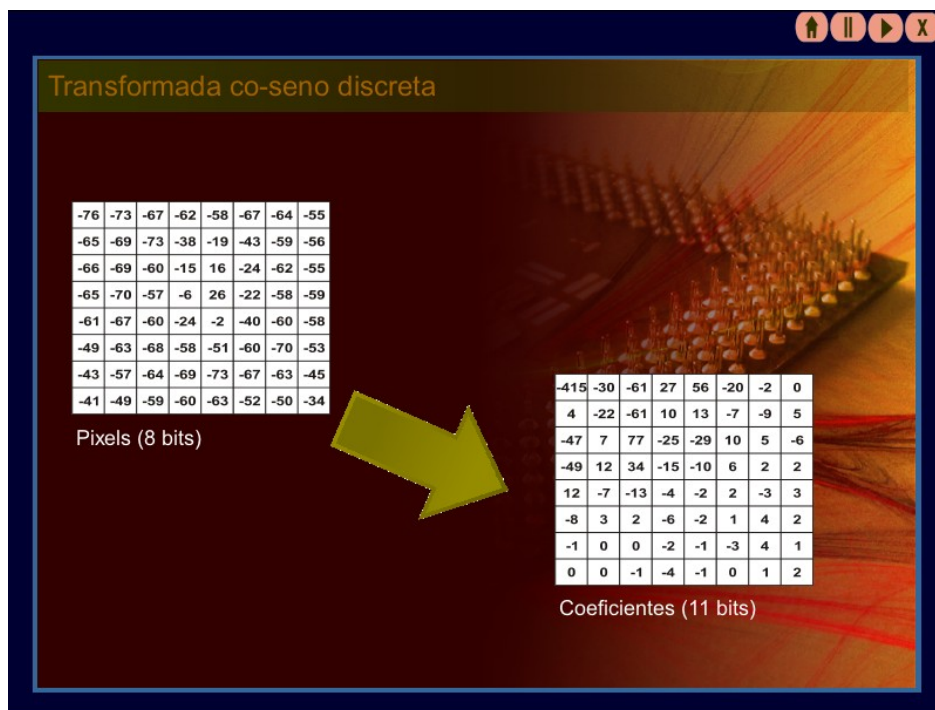 X
Transformada co-seno discreta
-76 -73 -67 -62 -58 -67 -64 -55
-65 -69 -73 -38 -19 -43 -59 -56
-66 -69 -60 -15 16 -24 -62 -55
-65 -70 -57 -6 26 -22 -58 -59
-61 -67 -60 -24 -2 -40 -60 -58
-49 -63 -68 -58 -51 -60 -70 -53
-43 -57 -64 -69 -73 -67 -63 -45
-41 -49 -59 -60 -63 -52 -50 -34
Pixels (8 bits)
-415 -30 -61 27 56 -20 -2 0
4 -22 -61 10 13 -7 -9 5
-47 7 77 -25 -29 10 5 -6
-49 12 34 -15 -10 6 2 2
12 -7 -13 -4 -2 2 -3 3
-8 3 2 -6 -2 1 4 2
-1 0 0 -2 -1 -3 4 1
0 0 -1 -4 -1 0 1 2
Coeficientes (11 bits)